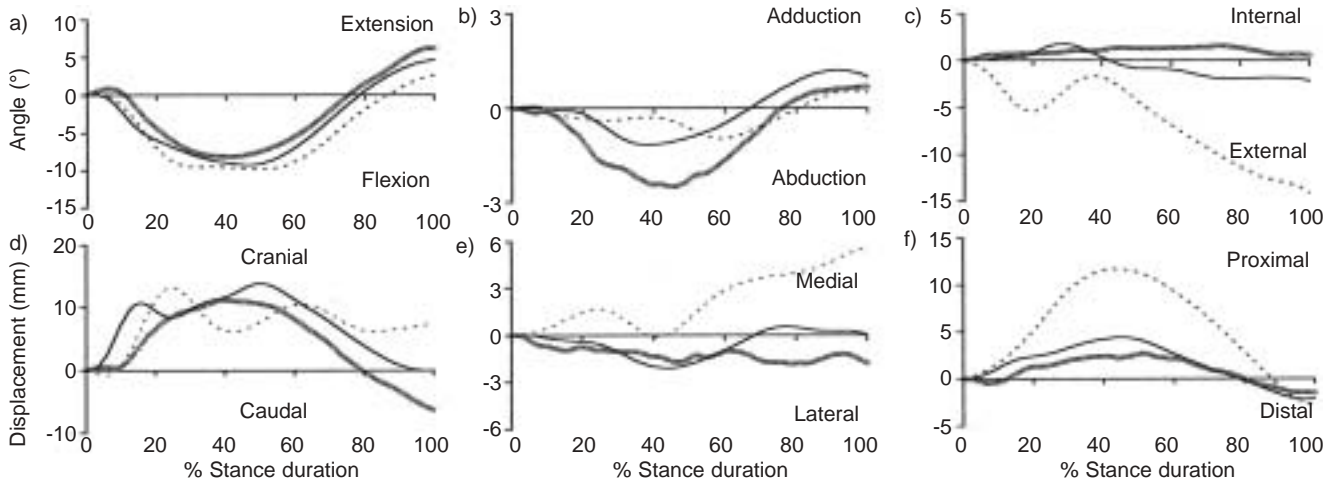 a)
Angle (°)
10
5
0
-5
-10
-15
Extension
Flexion
0 20 40 60 80 100
b)
3
0
-3
Adduction
Abduction
0 20 40 60 80 100
c)
5
0
-5
-10
-15
Internal
External
0 20 40 60 80 100
d)
Displacement (mm)
20
10
0
-10
Cranial
Caudal
0 20 40 60 80 100
% Stance duration
e)
6
3
0
-3
-6
Medial
Lateral
0 20 40 60 80 100
% Stance duration
f)
15
10
5
0
-5
Proximal
Distal
0 20 40 60 80 100
% Stance duration